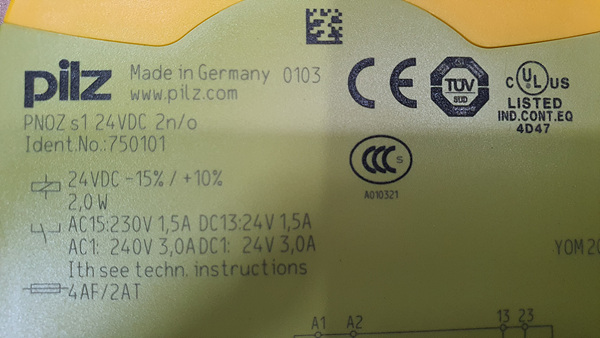 pilz Made in Germany 0103
www.pilz.com
CE
TÜV
SÜD
c UL US
LISTED
IND.CONT.EQ
4D47
PNOZ s1 24VDC 2n/o
Ident.No.:750101
CCC S
A010321
24VDC -15% / +10%
2,0 W
AC15:230V 1,5A DC13:24V 1,5A
AC1: 240V 3,0A DC1: 24V 3,0A
Ith see techn. instructions
4AF/2AT
YOM 20
A1 A2 13 23